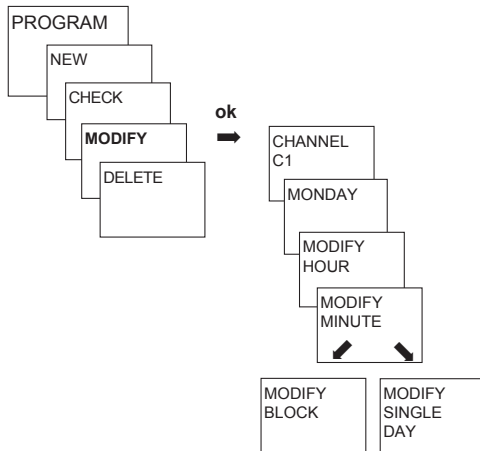 PROGRAM
NEW
CHECK
MODIFY
DELETE
ok
CHANNEL
C1
MONDAY
MODIFY
HOUR
MODIFY
MINUTE
MODIFY
BLOCK
MODIFY
SINGLE
DAY